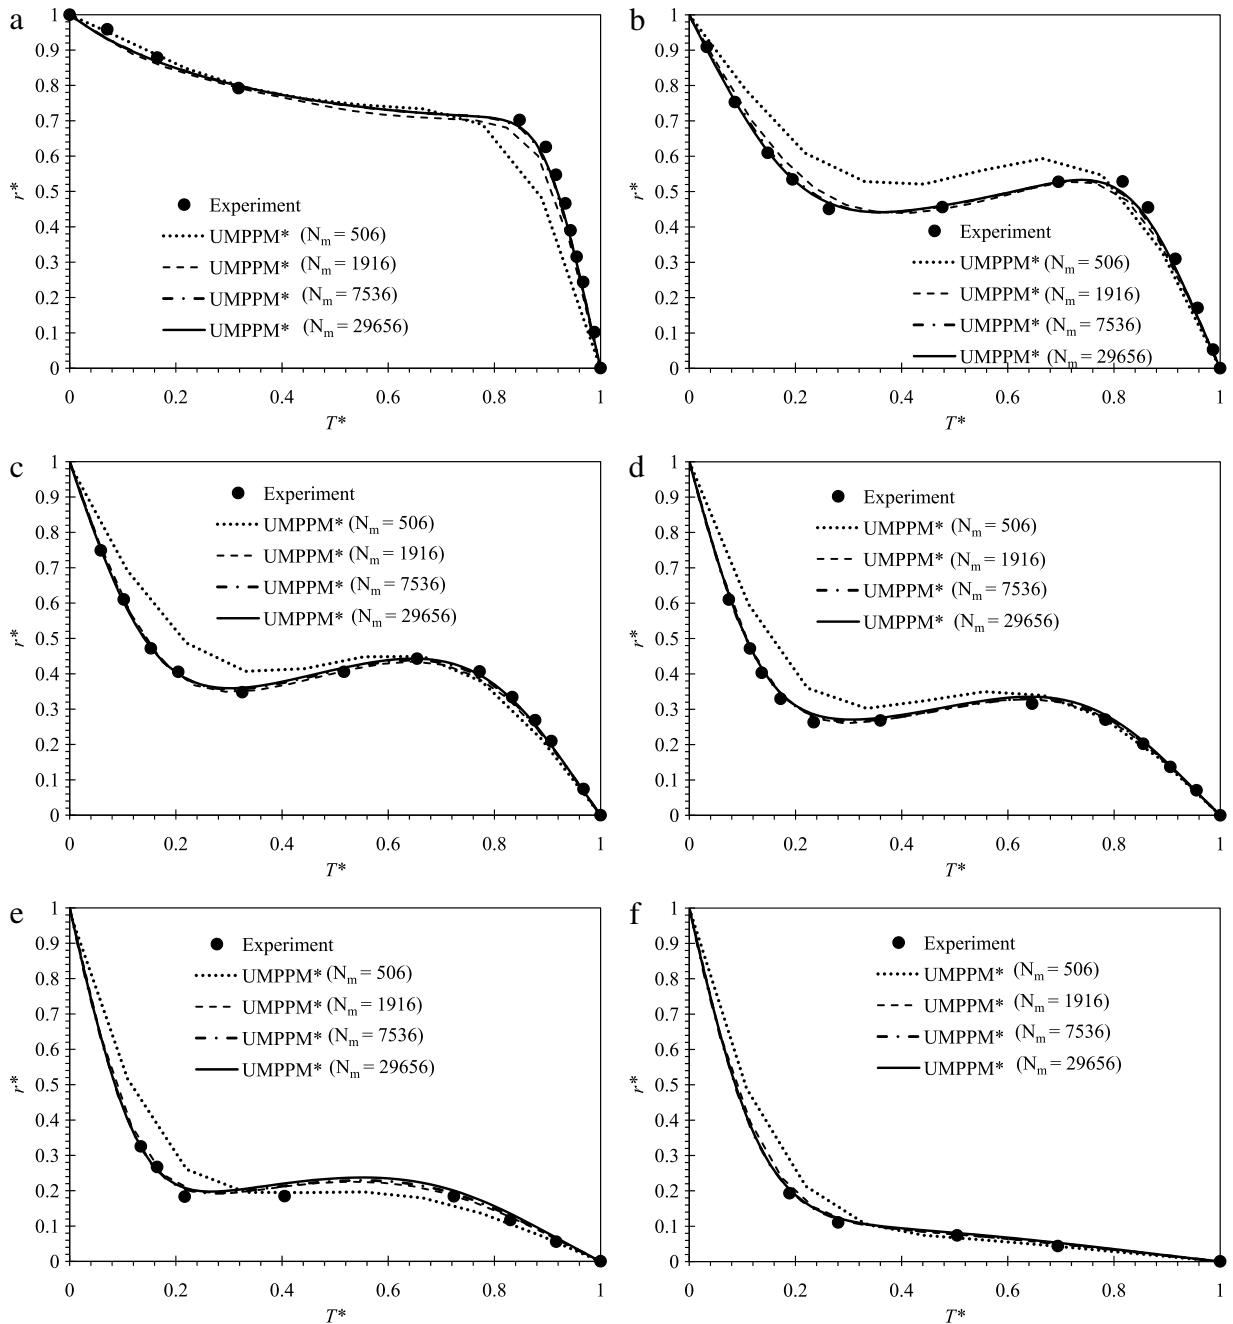 a
1
0.9
0.8
0.7
0.6
0.5
0.4
0.3
0.2
0.1
0
r*
Experiment
UMPPM* (Nm = 506)
UMPPM* (Nm = 1916)
UMPPM* (Nm = 7536)
UMPPM* (Nm = 29656)
0 0.2 0.4 0.6 0.8 1
T*
b
1
0.9
0.8
0.7
0.6
0.5
0.4
0.3
0.2
0.1
0
r*
Experiment
UMPPM* (Nm = 506)
UMPPM* (Nm = 1916)
UMPPM* (Nm = 7536)
UMPPM* (Nm = 29656)
0 0.2 0.4 0.6 0.8 1
T*
c
1
0.9
0.8
0.7
0.6
0.5
0.4
0.3
0.2
0.1
0
r*
Experiment
UMPPM* (Nm = 506)
UMPPM* (Nm = 1916)
UMPPM* (Nm = 7536)
UMPPM* (Nm = 29656)
0 0.2 0.4 0.6 0.8 1
T*
d
1
0.9
0.8
0.7
0.6
0.5
0.4
0.3
0.2
0.1
0
r*
Experiment
UMPPM* (Nm = 506)
UMPPM* (Nm = 1916)
UMPPM* (Nm = 7536)
UMPPM* (Nm = 29656)
0 0.2 0.4 0.6 0.8 1
T*
e
1
0.9
0.8
0.7
0.6
0.5
0.4
0.3
0.2
0.1
0
r*
Experiment
UMPPM* (Nm = 506)
UMPPM* (Nm = 1916)
UMPPM* (Nm = 7536)
UMPPM* (Nm = 29656)
0 0.2 0.4 0.6 0.8 1
T*
f
1
0.9
0.8
0.7
0.6
0.5
0.4
0.3
0.2
0.1
0
r*
Experiment
UMPPM* (Nm = 506)
UMPPM* (Nm = 1916)
UMPPM* (Nm = 7536)
UMPPM* (Nm = 29656)
0 0.2 0.4 0.6 0.8 1
T*